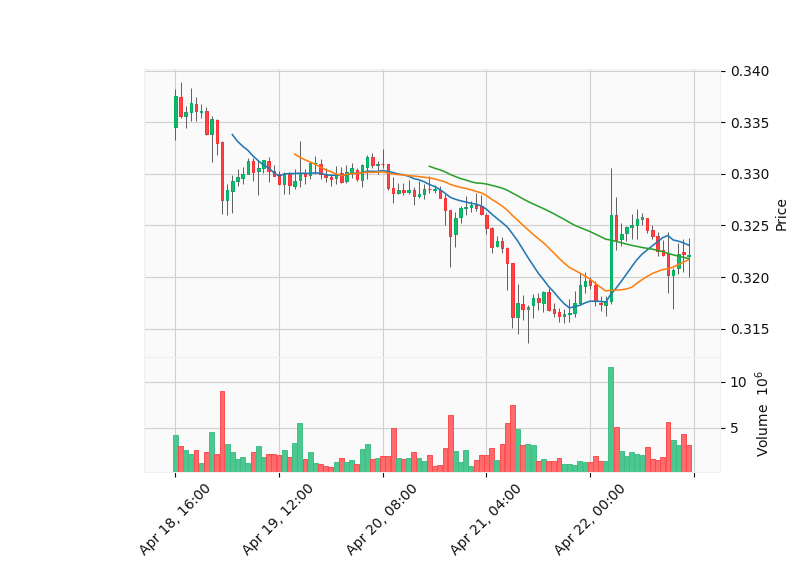 0.340
0.335
0.330
0.325
0.320
0.315
Price
10
5
Volume 10^6
Apr 18, 16:00
Apr 19, 12:00
Apr 20, 08:00
Apr 21, 04:00
Apr 22, 00:00